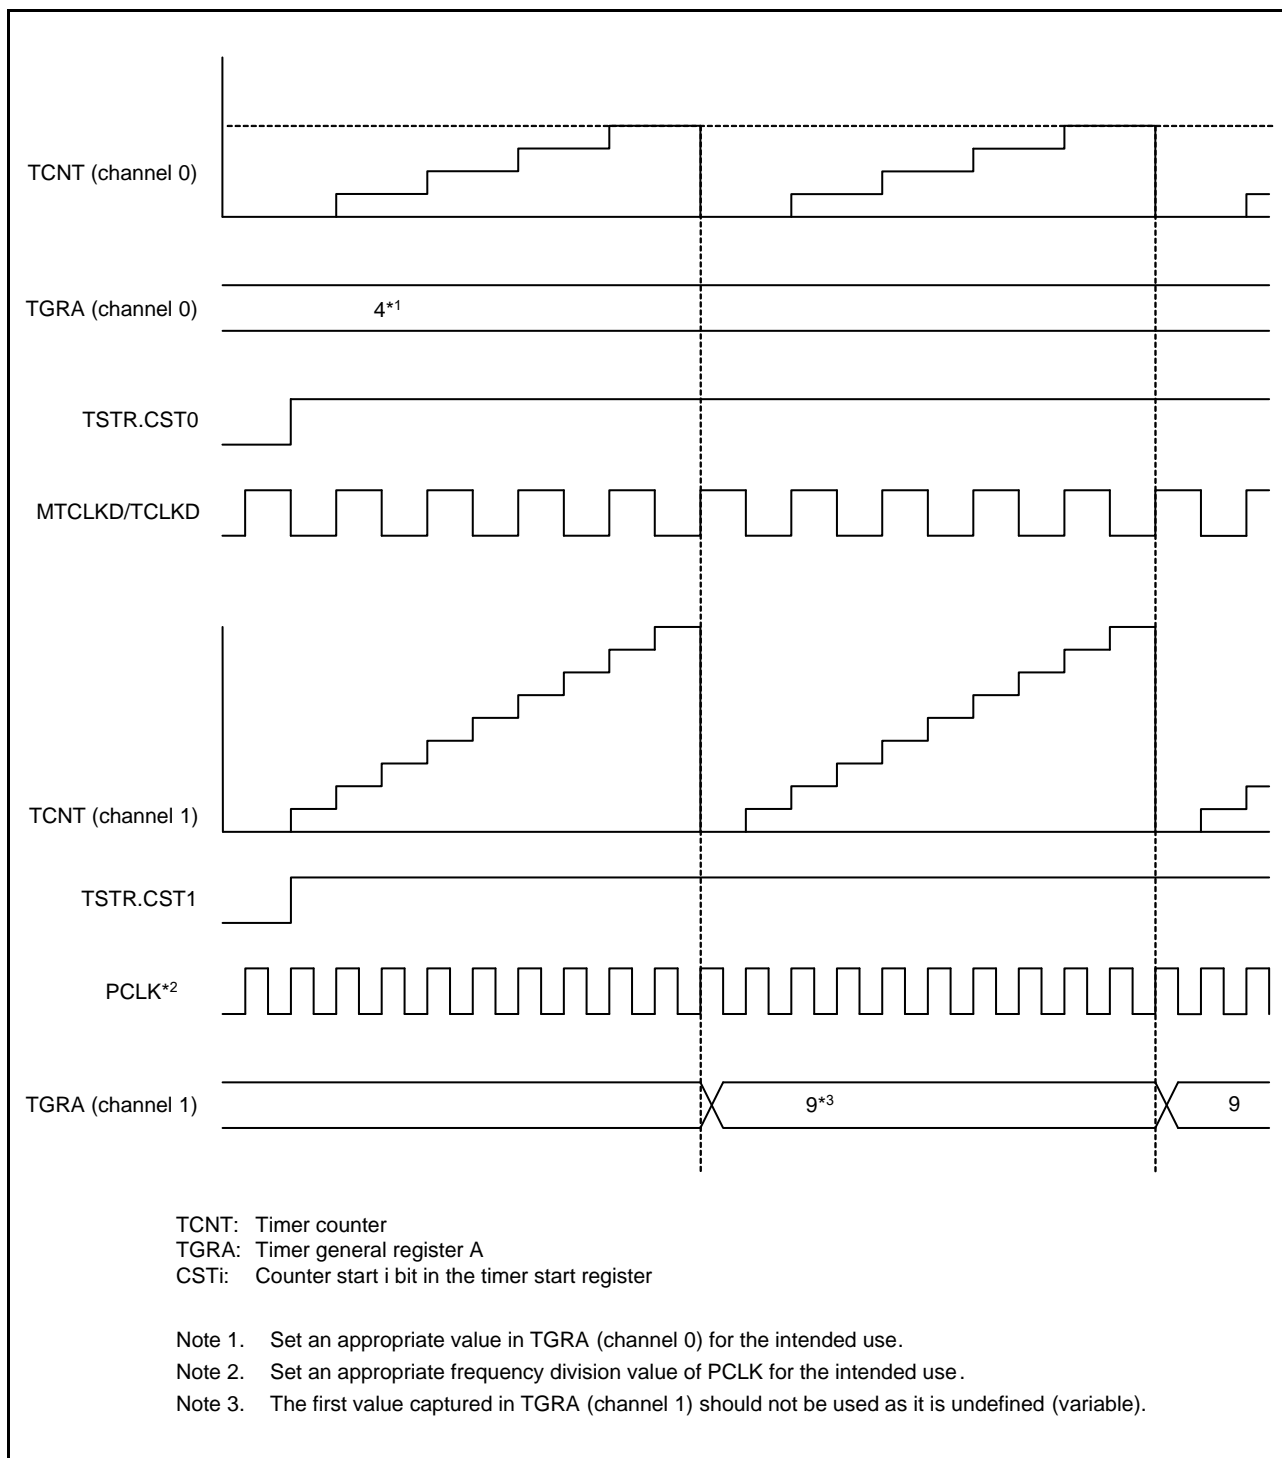 TCNT (channel 0)
TGRA (channel 0)
4*1
TSTR.CST0
MTCLKD/TCLKD
TCNT (channel 1)
TSTR.CST1
PCLK*2
TGRA (channel 1)
9*3
9
TCNT: Timer counter
TGRA: Timer general register A
CSTi: Counter start i bit in the timer start register
Note 1. Set an appropriate value in TGRA (channel 0) for the intended use.
Note 2. Set an appropriate frequency division value of PCLK for the intended use.
Note 3. The first value captured in TGRA (channel 1) should not be used as it is undefined (variable).